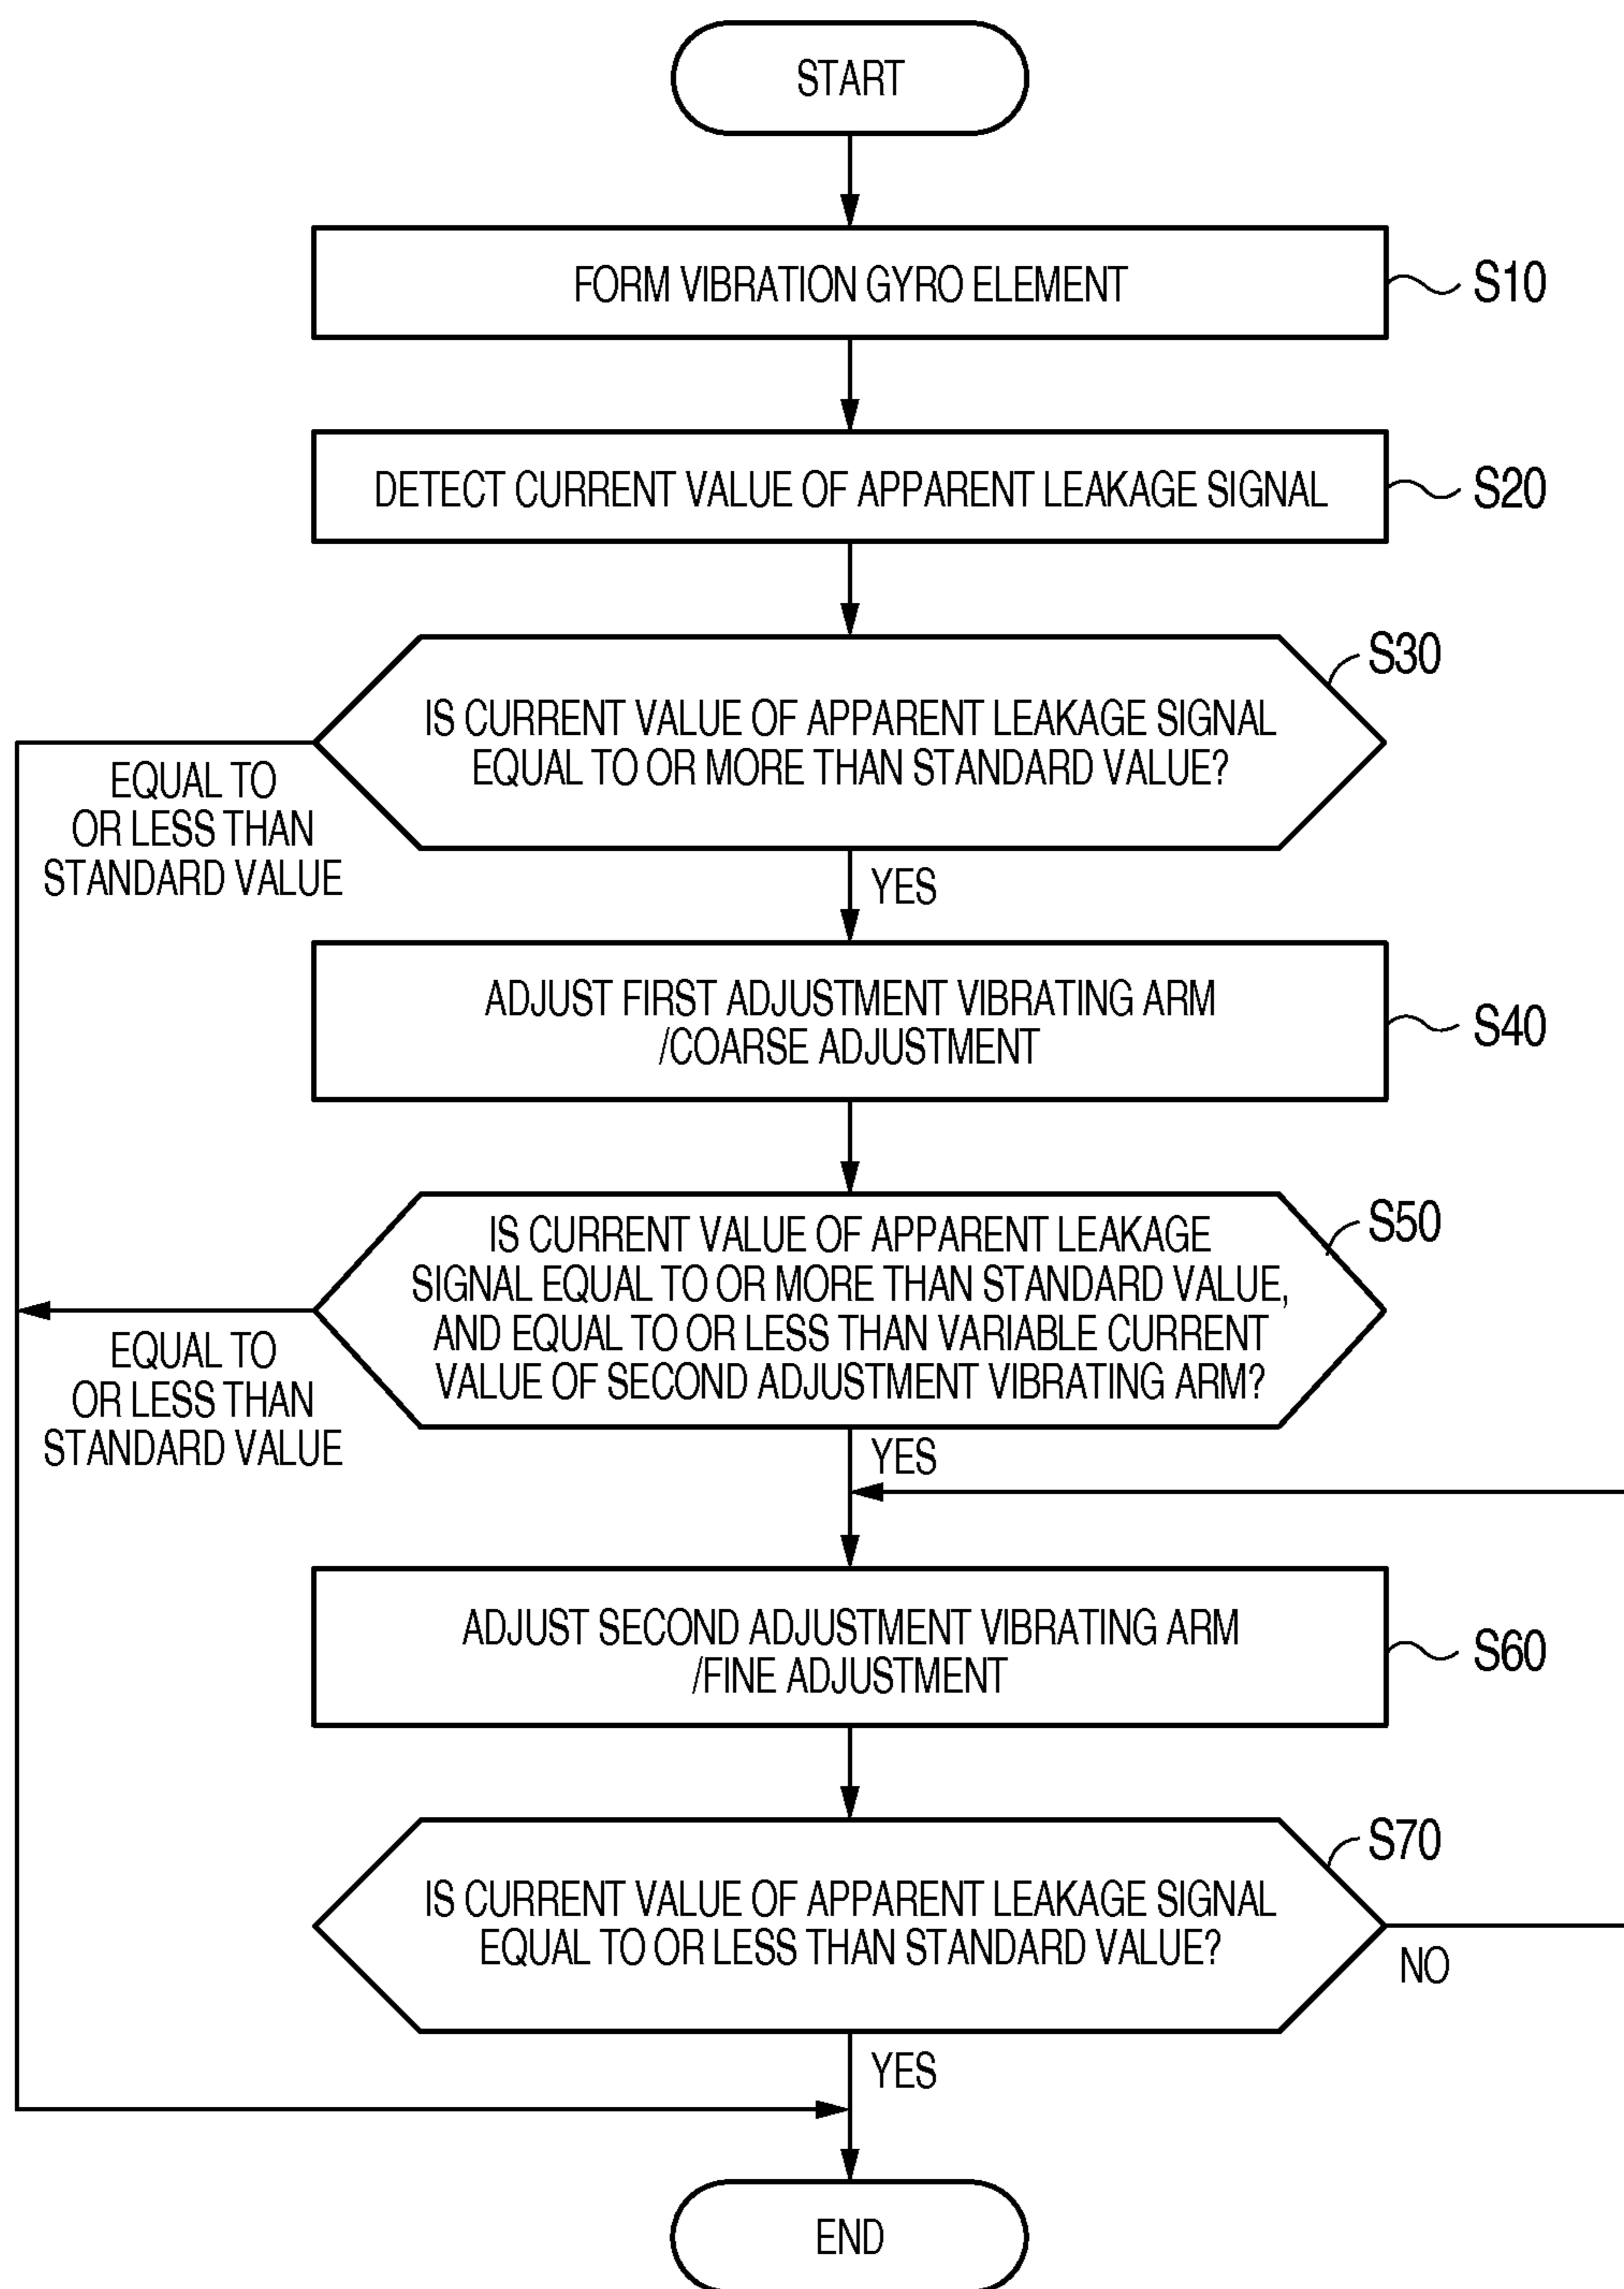 START
FORM VIBRATION GYRO ELEMENT
S10
DETECT CURRENT VALUE OF APPARENT LEAKAGE SIGNAL
S20
S30
IS CURRENT VALUE OF APPARENT LEAKAGE SIGNAL
EQUAL TO OR MORE THAN STANDARD VALUE?
EQUAL TO
OR LESS THAN
STANDARD VALUE
YES
ADJUST FIRST ADJUSTMENT VIBRATING ARM
/COARSE ADJUSTMENT
S40
S50
IS CURRENT VALUE OF APPARENT LEAKAGE
SIGNAL EQUAL TO OR MORE THAN STANDARD VALUE,
AND EQUAL TO OR LESS THAN VARIABLE CURRENT
VALUE OF SECOND ADJUSTMENT VIBRATING ARM?
EQUAL TO
OR LESS THAN
STANDARD VALUE
YES
ADJUST SECOND ADJUSTMENT VIBRATING ARM
/FINE ADJUSTMENT
S60
S70
IS CURRENT VALUE OF APPARENT LEAKAGE SIGNAL
EQUAL TO OR LESS THAN STANDARD VALUE?
NO
YES
END